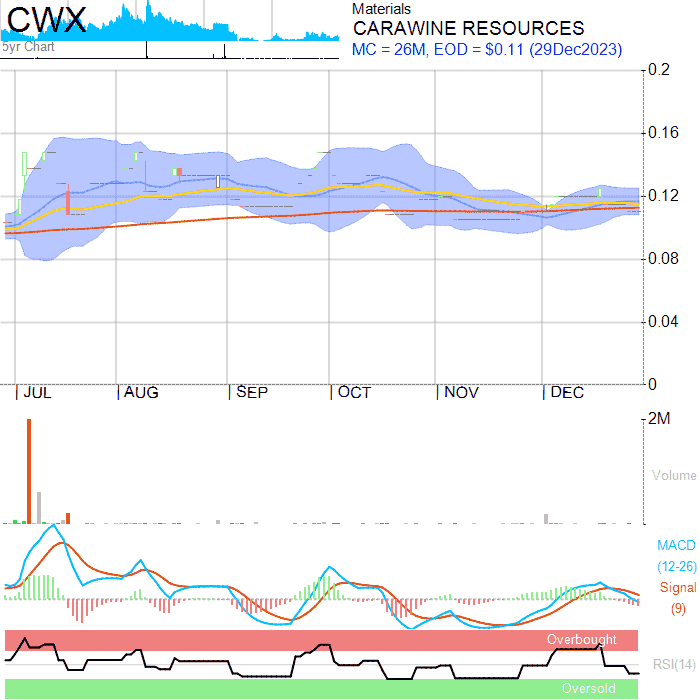 CWX
5yr Chart
Materials
CARAWINE RESOURCES
MC = 26M, EOD = $0.11 (29Dec2023)
0.2
0.16
0.12
0.08
0.04
0
JUL AUG SEP OCT NOV DEC
2M
Volume
MACD
(12-26)
Signal
(9)
Overbought
RSI(14)
Oversold